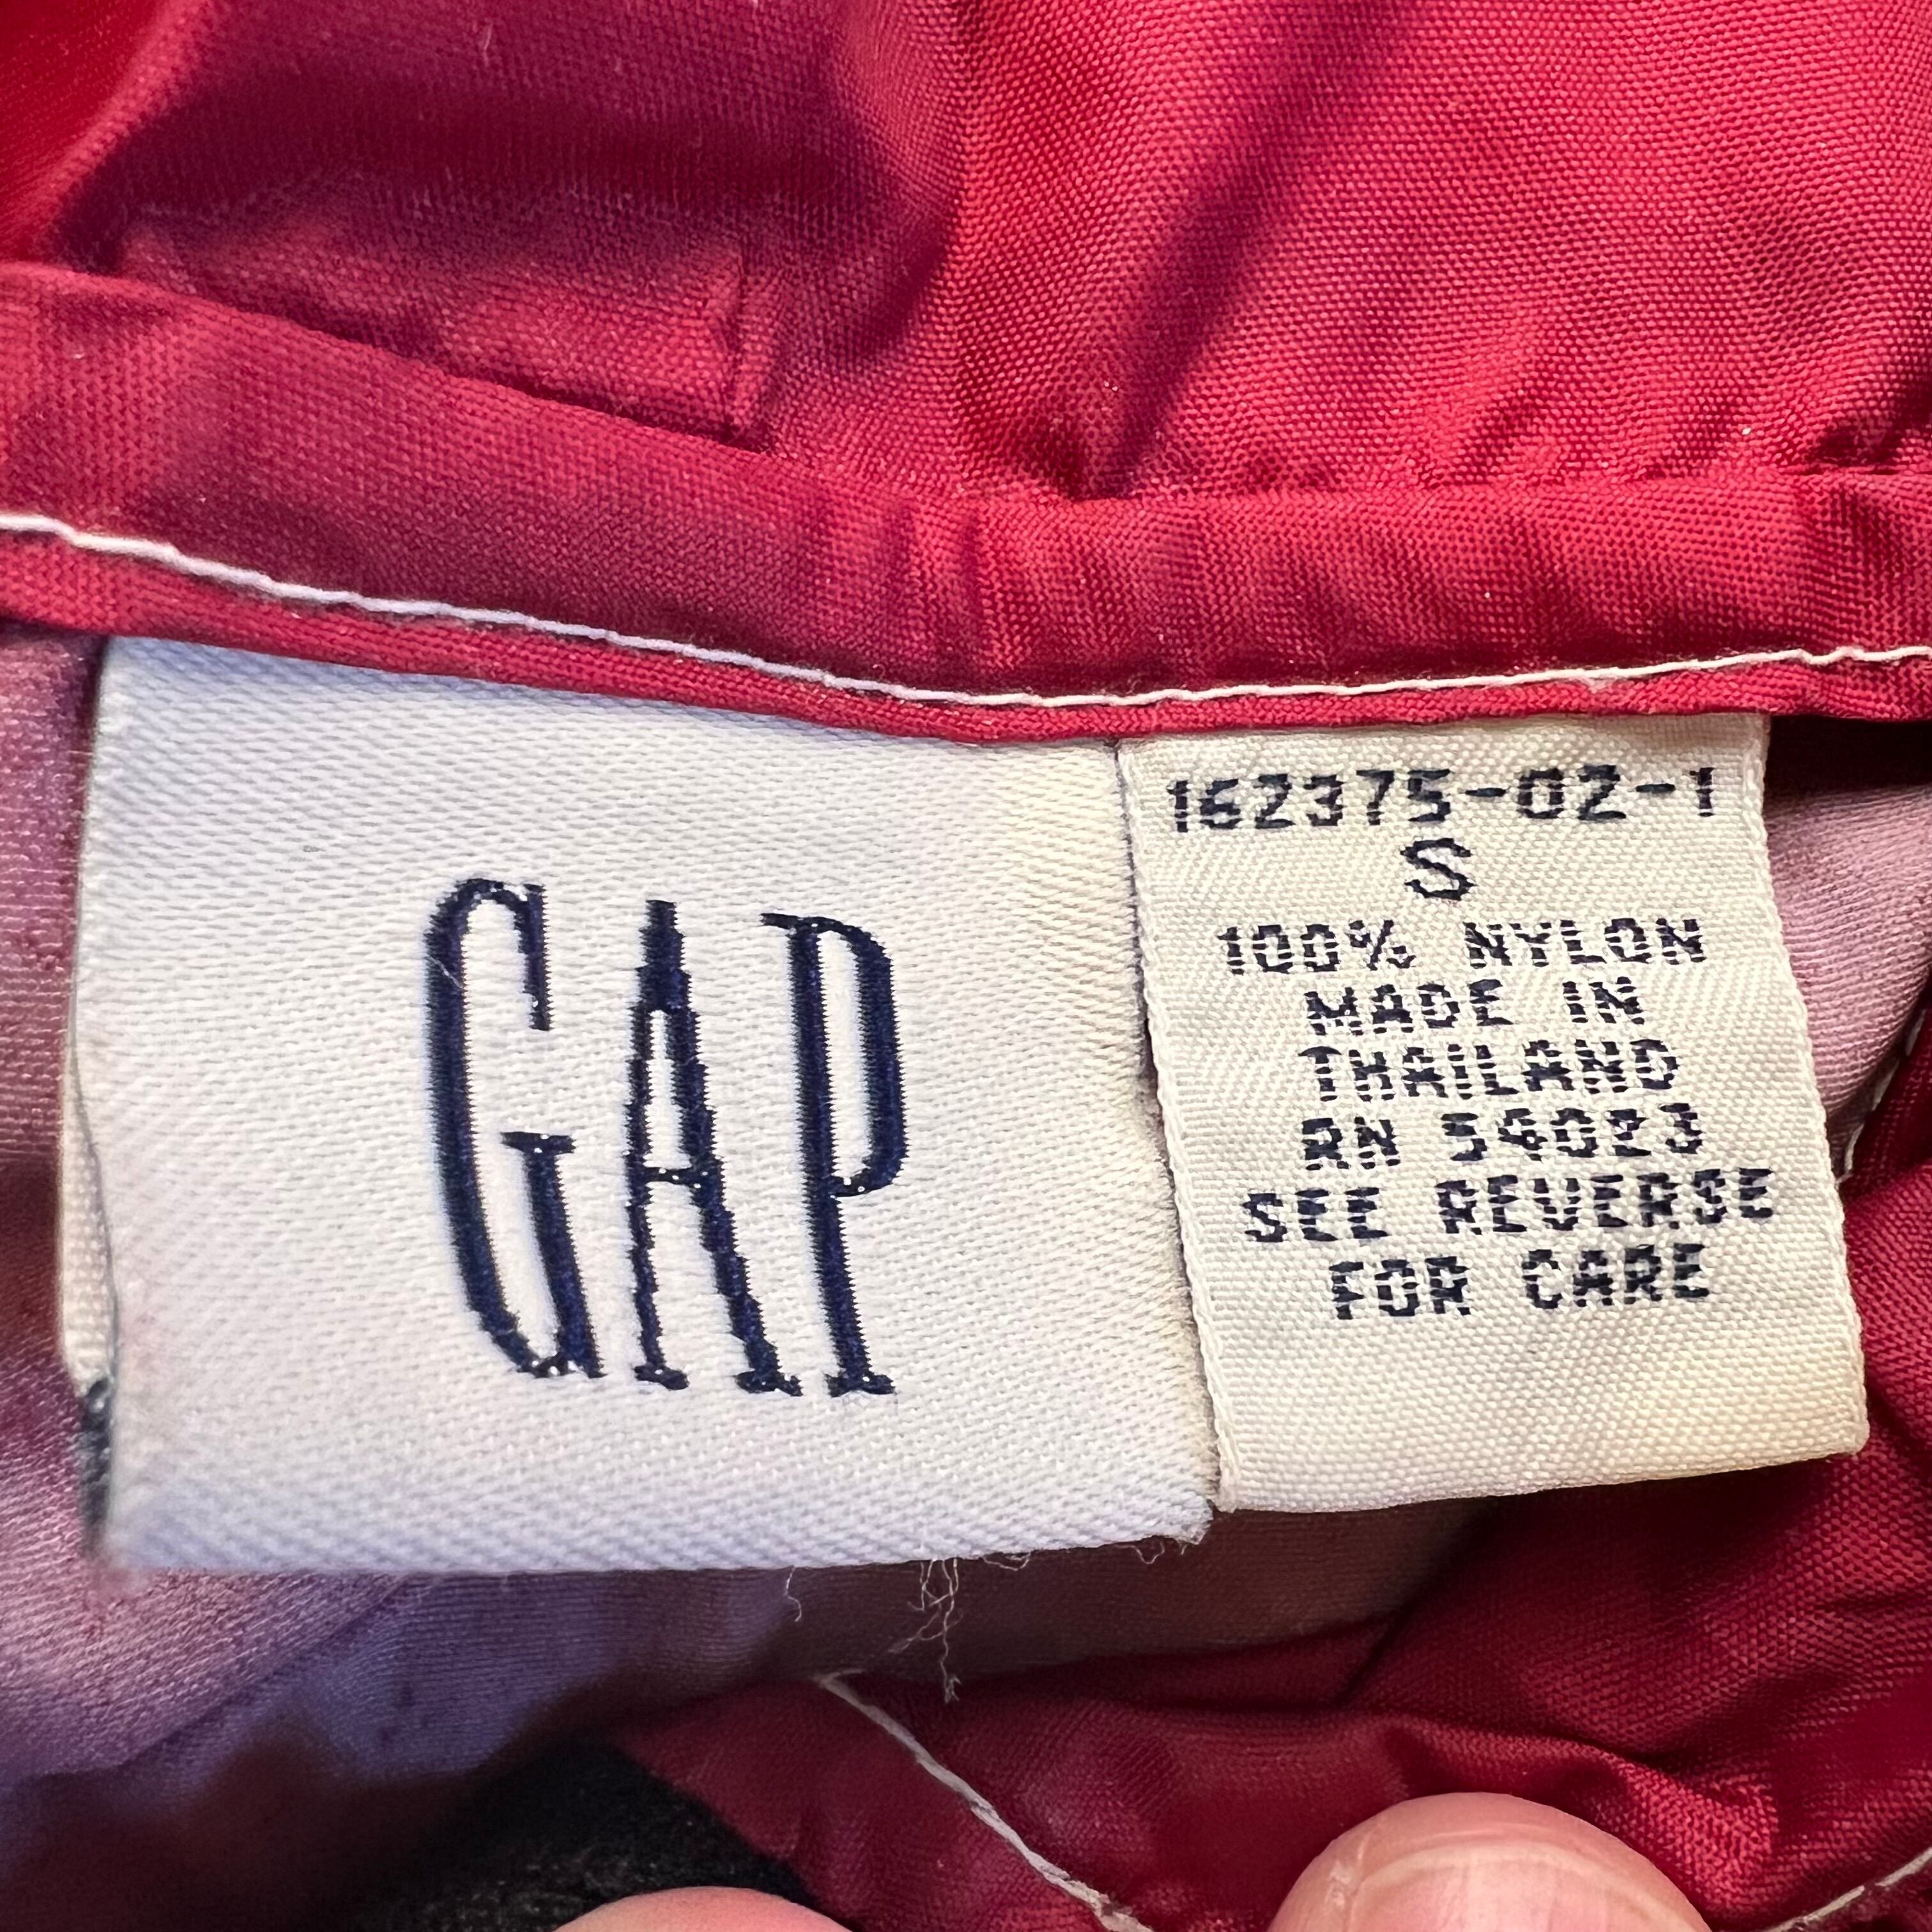 GAP
162375-02-1
S
100% NYLON
MADE IN
THAILAND
RN 54023
SEE REVERSE
FOR CARE